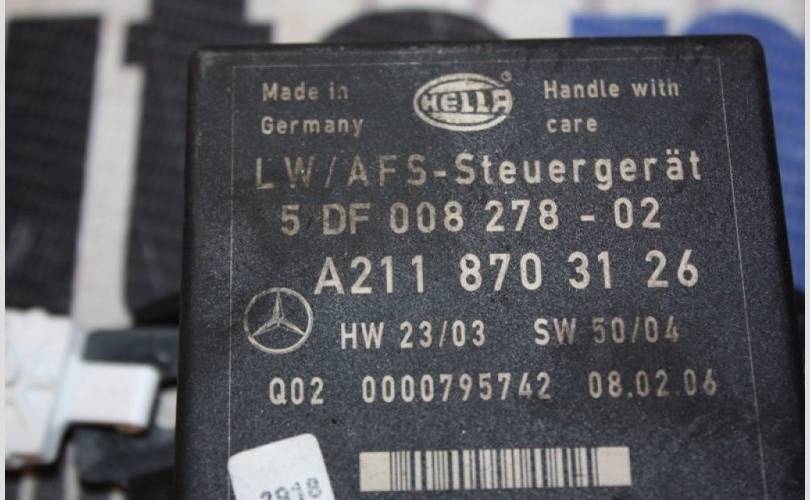 Made in Germany
HELLA
Handle with care
LW/AFS-Steuergerät
5 DF 008 278 - 02
A211 870 31 26
HW 23/03 SW 50/04
Q02 0000795742 08.02.06